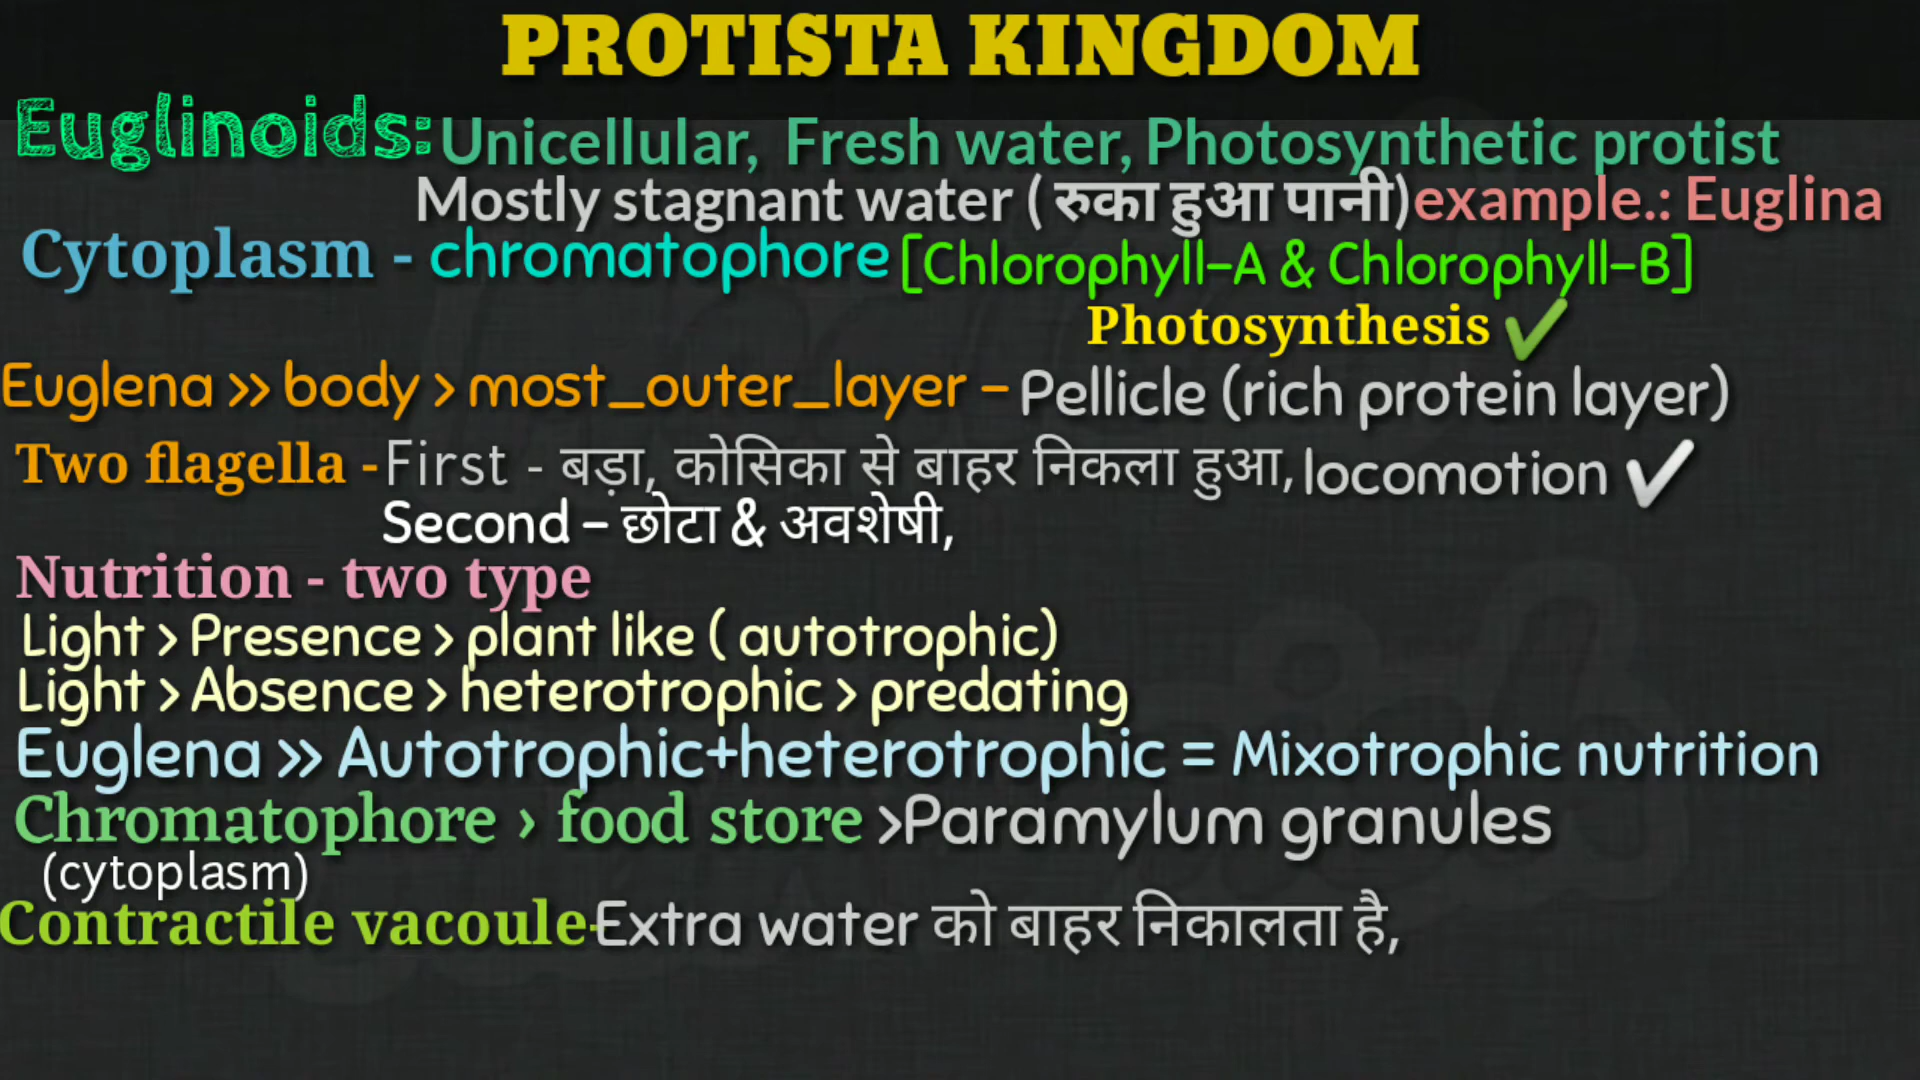 PROTISTA KINGDOM
Euglinoids: Unicellular, Fresh water, Photosynthetic protist
Mostly stagnant water ( रुका हुआ पानी) example.: Euglina
Cytoplasm - chromatophore [Chlorophyll-A & Chlorophyll-B]
Photosynthesis ✔
Euglena >> body > most_outer_layer - Pellicle (rich protein layer)
Two flagella - First - बड़ा, कोसिका से बाहर निकला हुआ, locomotion ✔
Second - छोटा & अवशेषी,
Nutrition - two type
Light > Presence > plant like ( autotrophic)
Light > Absence > heterotrophic > predating
Euglena >> Autotrophic+heterotrophic = Mixotrophic nutrition
Chromatophore > food store >Paramylum granules
(cytoplasm)
Contractile vacoule-Extra water को बाहर निकालता है,